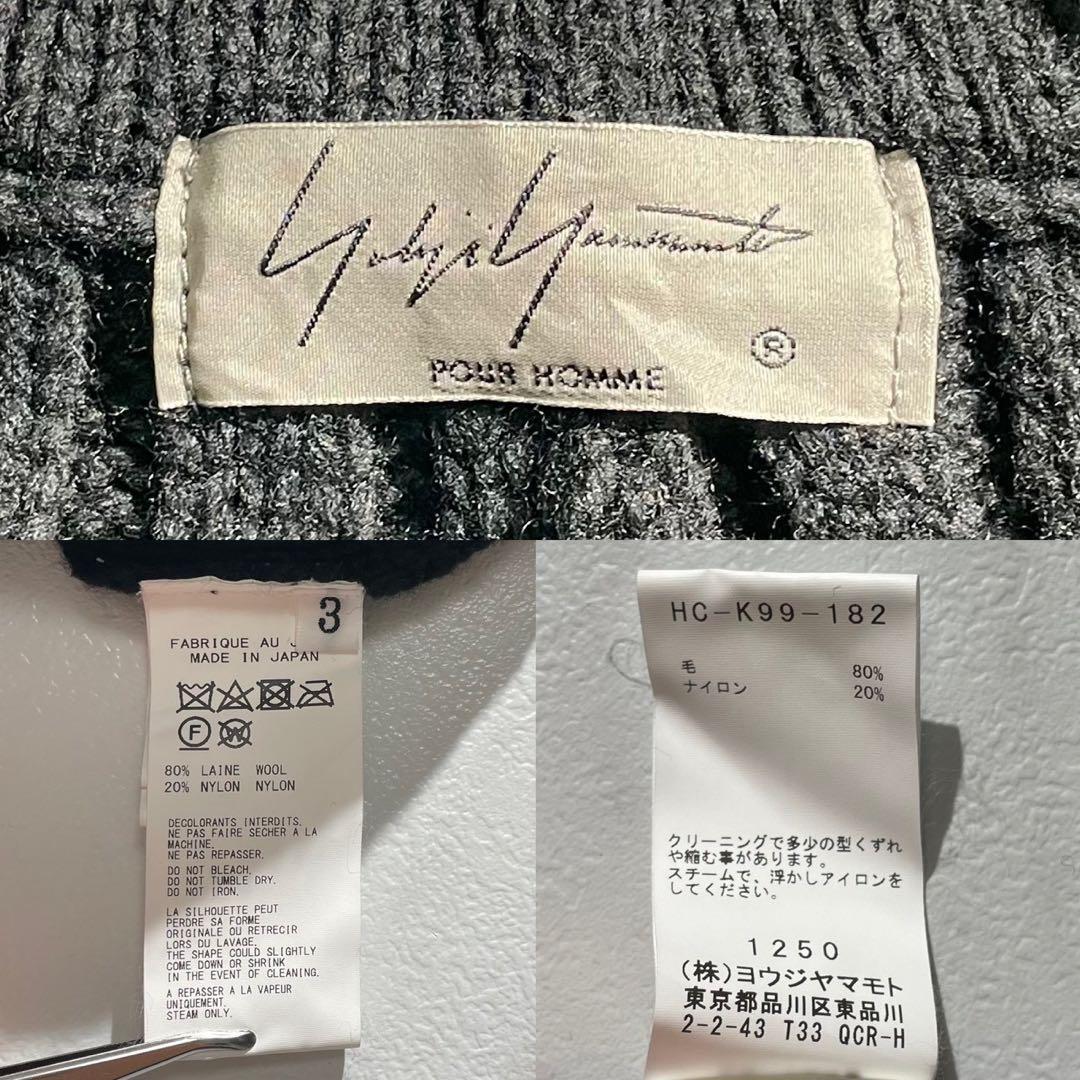 Yohji Yamamoto
®
POUR HOMME
3
FABRIQUE AU
MADE IN JAPAN
F W
80% LAINE WOOL
20% NYLON NYLON
DECOLORANTS INTERDITS.
NE PAS FAIRE SECHER A LA
MACHINE.
NE PAS REPASSER.
DO NOT BLEACH.
DO NOT TUMBLE DRY.
DO NOT IRON.
LA SILHOUETTE PEUT
PERDRE SA FORME
ORIGINALE OU RETRECIR
LORS DU LAVAGE.
THE SHAPE COULD SLIGHTLY
COME DOWN OR SHRINK
IN THE EVENT OF CLEANING.
A REPASSER A LA VAPEUR
UNIQUEMENT.
STEAM ONLY.
HC-K99-182
毛 80%
ナイロン 20%
クリーニングで多少の型くずれ
や縮む事があります。
スチームで、浮かしアイロンを
してください。
1250
(株)ヨウジヤマモト
東京都品川区東品川
2-2-43 T33 QCR-H